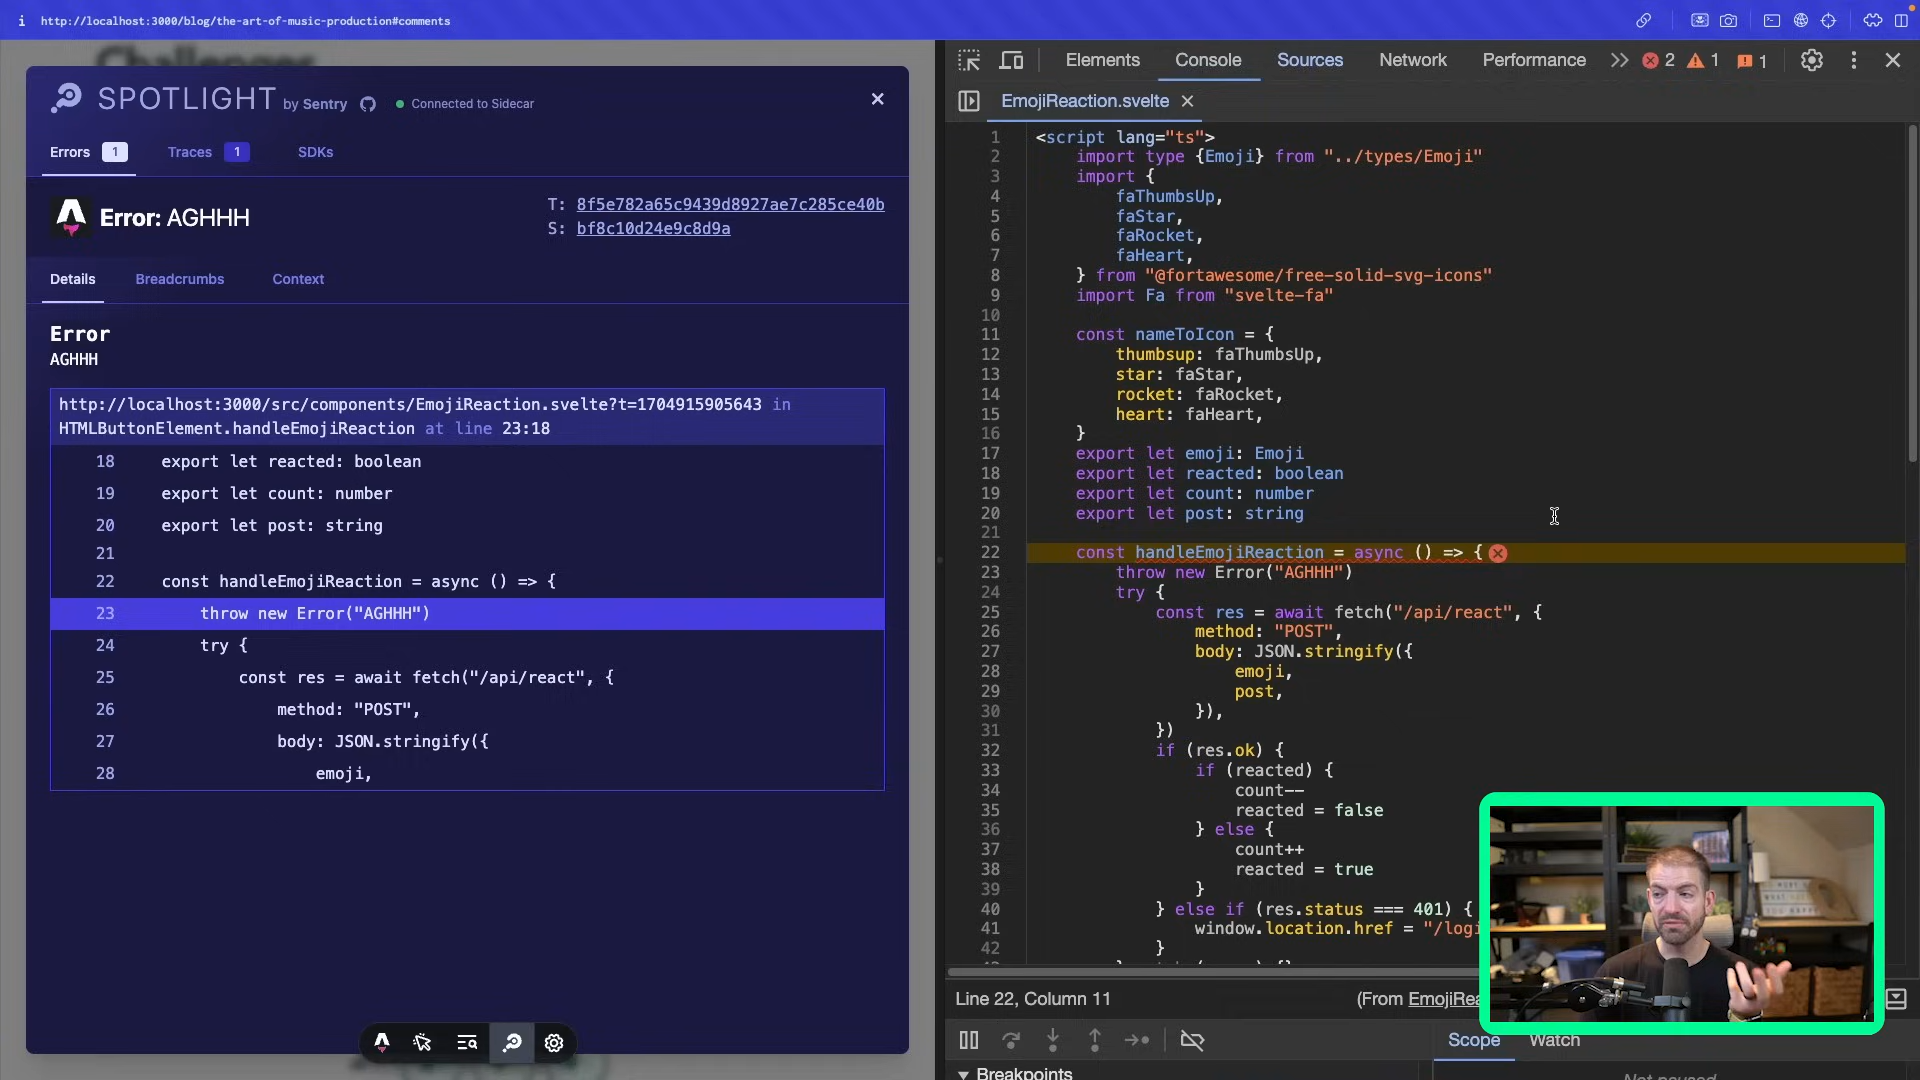 http://localhost:3000/blog/the-art-of-music-production#comments
SPOTLIGHT by Sentry Connected to Sidecar
Errors 1 Traces 1 SDKs
Error: AGHHH
T: 8f5e782a65c9439d8927ae7c285ce40b
S: bf8c10d24e9c8d9a
Details Breadcrumbs Context
Error
AGHHH
http://localhost:3000/src/components/EmojiReaction.svelte?t=1704915905643 in
HTMLButtonElement.handleEmojiReaction at line 23:18
18 export let reacted: boolean
19 export let count: number
20 export let post: string
21
22 const handleEmojiReaction = async () => {
23 throw new Error("AGHHH")
24 try {
25 const res = await fetch("/api/react", {
26 method: "POST",
27 body: JSON.stringify({
28 emoji,
Elements Console Sources Network Performance 2 1 1
EmojiReaction.svelte
1 <script lang="ts">
2 import type {Emoji} from "../types/Emoji"
3 import {
4 faThumbsUp,
5 faStar,
6 faRocket,
7 faHeart,
8 } from "@fortawesome/free-solid-svg-icons"
9 import Fa from "svelte-fa"
10
11 const nameToIcon = {
12 thumbsup: faThumbsUp,
13 star: faStar,
14 rocket: faRocket,
15 heart: faHeart,
16 }
17 export let emoji: Emoji
18 export let reacted: boolean
19 export let count: number
20 export let post: string
21
22 const handleEmojiReaction = async () => {
23 throw new Error("AGHHH")
24 try {
25 const res = await fetch("/api/react", {
26 method: "POST",
27 body: JSON.stringify({
28 emoji,
29 post,
30 }),
31 })
32 if (res.ok) {
33 if (reacted) {
34 count--
35 reacted = false
36 } else {
37 count++
38 reacted = true
39 }
40 } else if (res.status === 401) {
41 window.location.href = "/logi
42 }
Line 22, Column 11 (From EmojiRea
Scope Watch
Breakpoints
Not paused